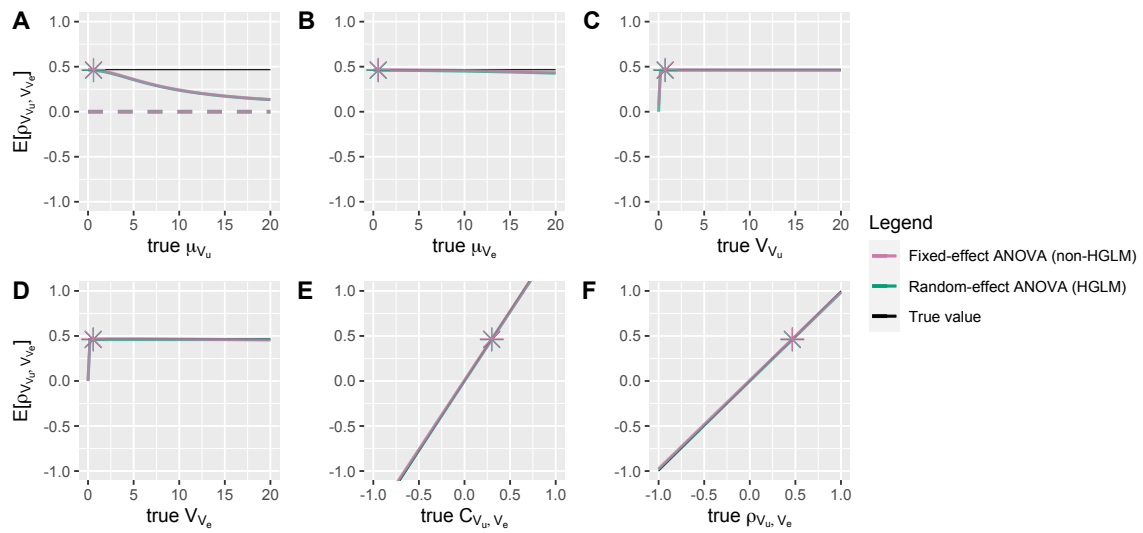 A
B
C
1.0
0.5
0.0
-0.5
-1.0
1.0
0.5
0.0
-0.5
-1.0
1.0
0.5
0.0
-0.5
-1.0
E[ρVVu, VVe]
0 5 10 15 20
0 5 10 15 20
0 5 10 15 20
true μVu
true μVe
true VVu
Legend
Fixed-effect ANOVA (non-HGLM)
Random-effect ANOVA (HGLM)
True value
D
E
F
1.0
0.5
0.0
-0.5
-1.0
1.0
0.5
0.0
-0.5
-1.0
1.0
0.5
0.0
-0.5
-1.0
E[ρVVu, VVe]
0 5 10 15 20
-1.0 -0.5 0.0 0.5 1.0
-1.0 -0.5 0.0 0.5 1.0
true VVe
true CVu, Ve
true ρVu, Ve